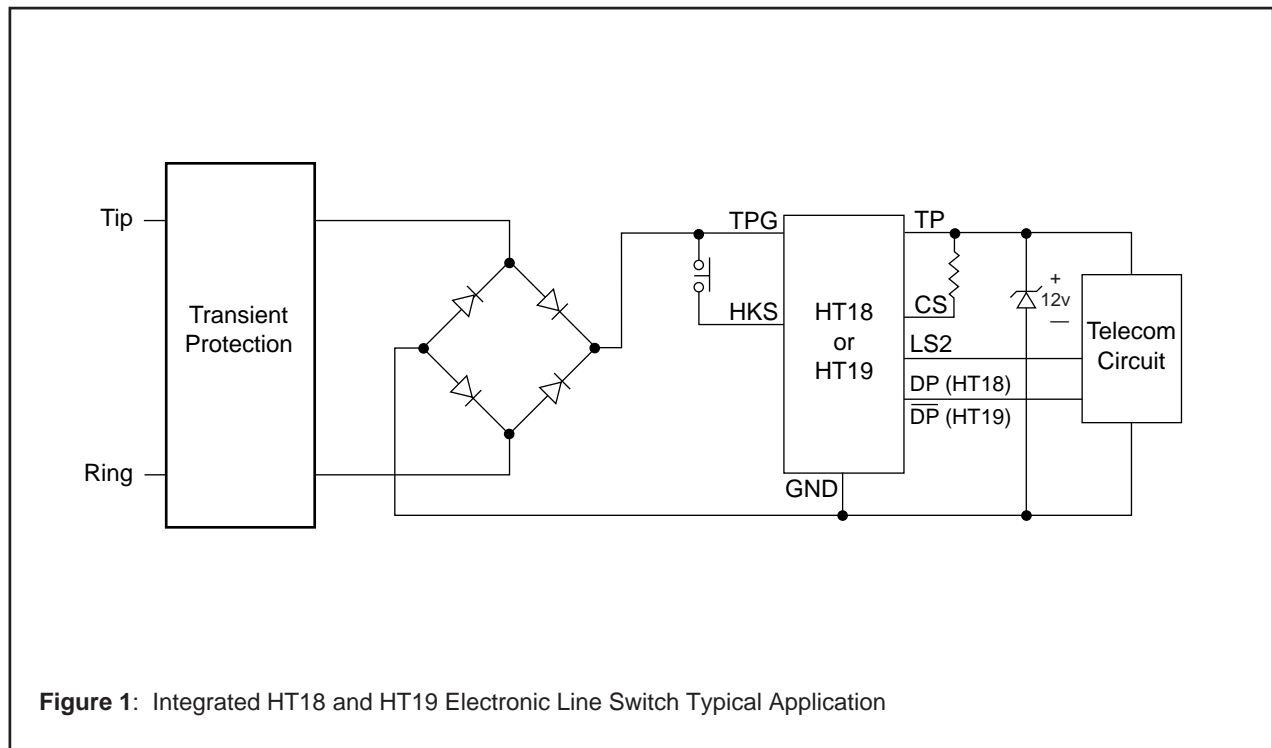 Tip
Ring
Transient
Protection
TPG
HKS
HT18
or
HT19
GND
TP
CS
LS2
DP (HT18)
D̅P̅ (HT19)
+
12v
—
Telecom
Circuit
Figure 1: Integrated HT18 and HT19 Electronic Line Switch Typical Application